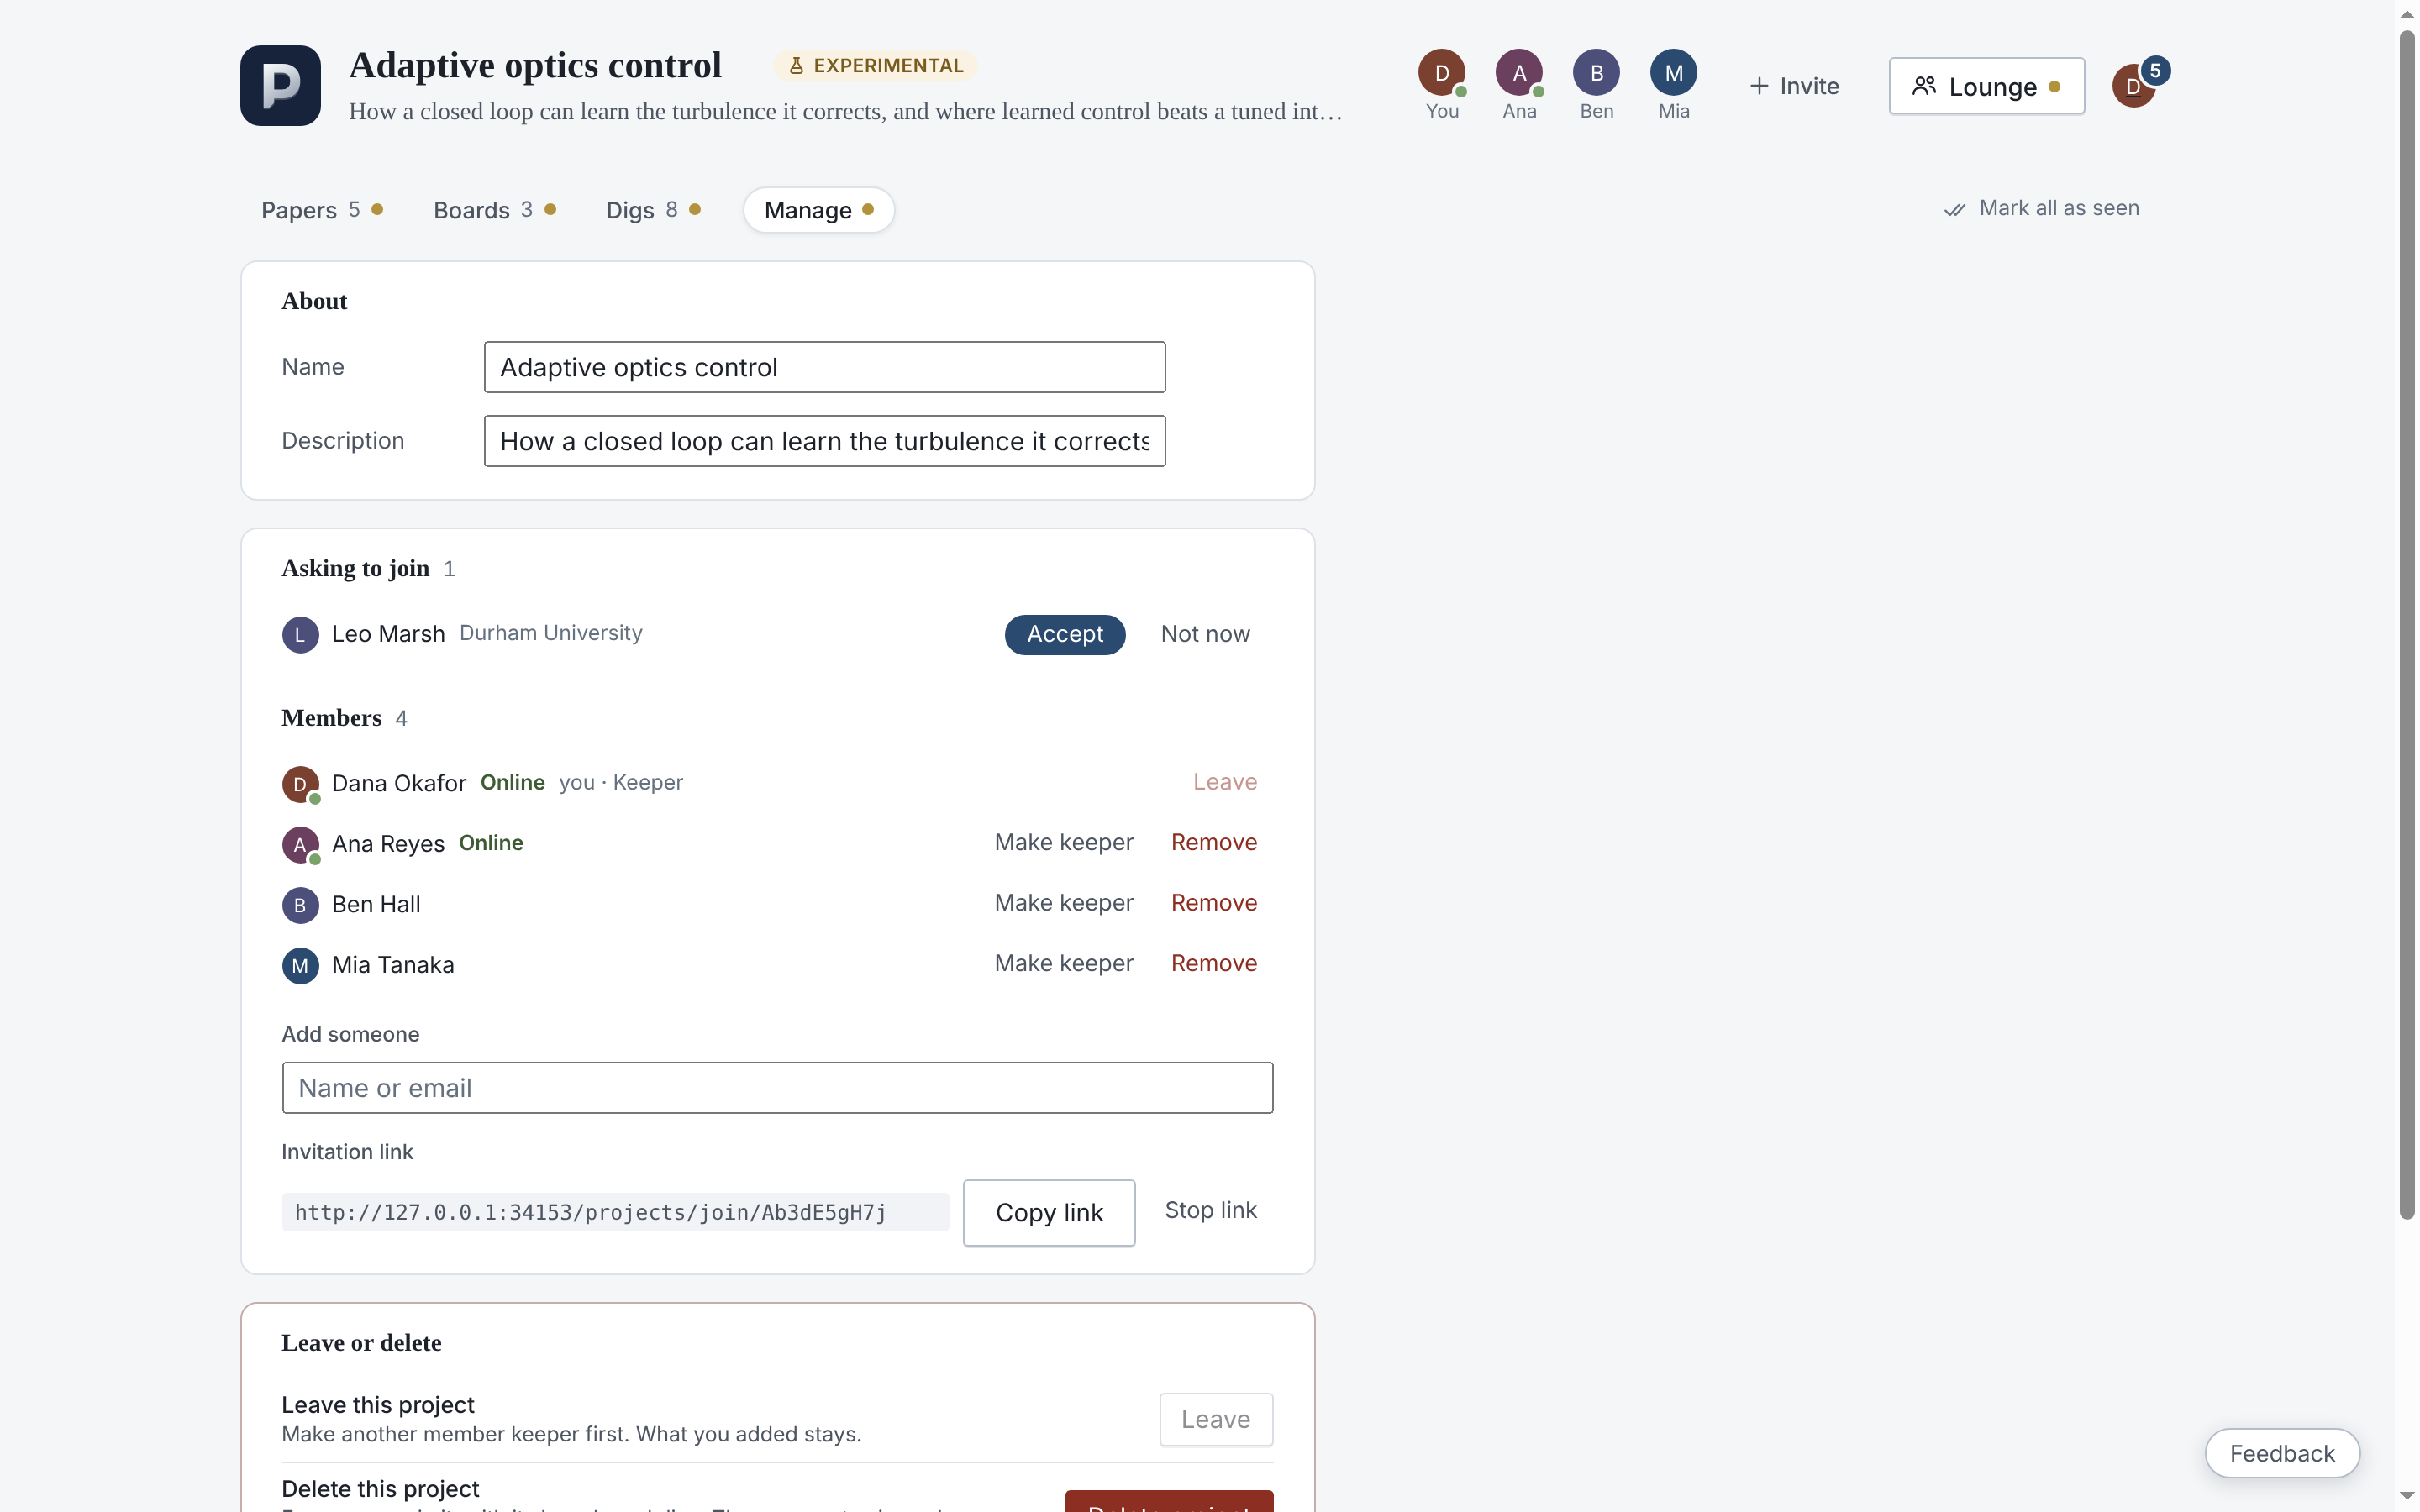 Adaptive optics control EXPERIMENTAL
How a closed loop can learn the turbulence it corrects, and where learned control beats a tuned int…
D A B M
You Ana Ben Mia
Invite
Lounge
D 5
Papers 5 Boards 3 Digs 8 Manage
Mark all as seen
About
Name Adaptive optics control
Description How a closed loop can learn the turbulence it corrects
Asking to join 1
L Leo Marsh Durham University Accept Not now
Members 4
D Dana Okafor Online you · Keeper Leave
A Ana Reyes Online Make keeper Remove
B Ben Hall Make keeper Remove
M Mia Tanaka Make keeper Remove
Add someone
Name or email
Invitation link
http://127.0.0.1:34153/projects/join/Ab3dE5gH7j Copy link Stop link
Leave or delete
Leave this project
Make another member keeper first. What you added stays.
Leave
Delete this project
Delete project
Feedback